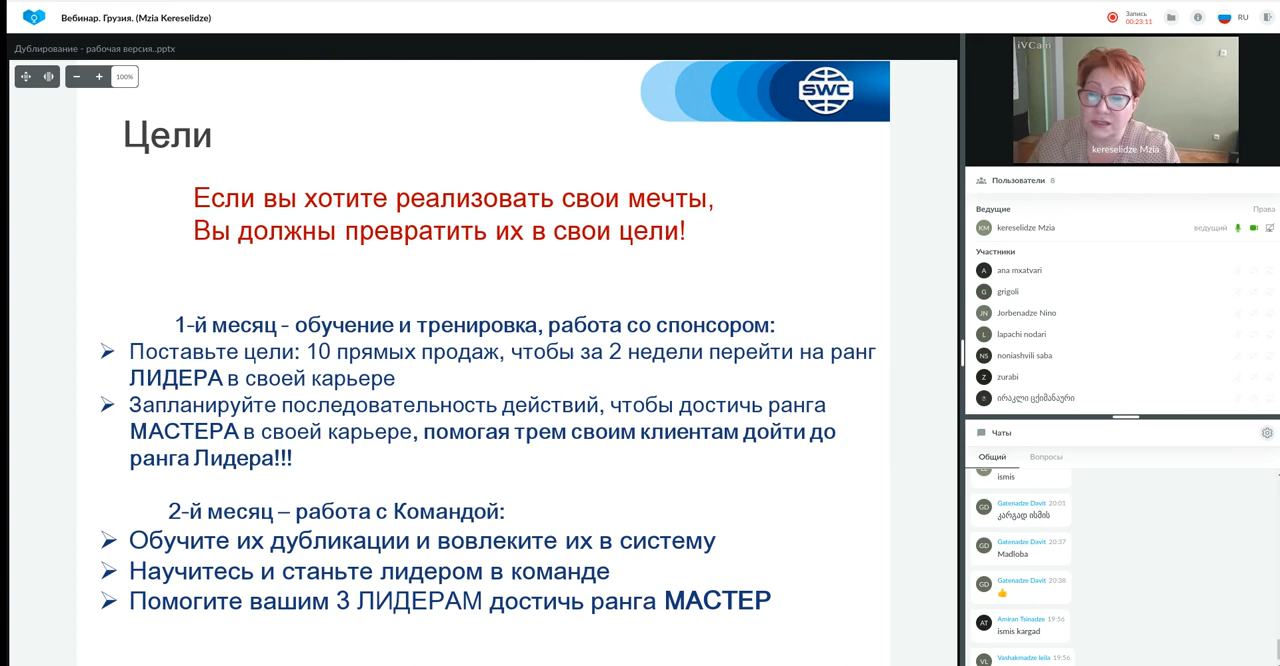 Вебинар. Грузия. (Mzia Kereselidze)
Запись
00:23:11
RU
Дублирование - рабочая версия..pptx
100%
SWC
Цели
Если вы хотите реализовать свои мечты,
Вы должны превратить их в свои цели!
1-й месяц - обучение и тренировка, работа со спонсором:
Поставьте цели: 10 прямых продаж, чтобы за 2 недели перейти на ранг
ЛИДЕРА в своей карьере
Запланируйте последовательность действий, чтобы достичь ранга
МАСТЕРА в своей карьере, помогая трем своим клиентам дойти до
ранга Лидера!!!
2-й месяц – работа с Командой:
Обучите их дубликации и вовлеките их в систему
Научитесь и станьте лидером в команде
Помогите вашим 3 ЛИДЕРАМ достичь ранга МАСТЕР
iVCam
kereselidze Mzia
Пользователи 8
Ведущие Права
KM kereselidze Mzia ведущий
Участники
A ana mxatvari
G grigoli
JN Jorbenadze Nino
L lapachi nodari
NS noniashvili saba
Z zurabi
ირაკლი ცქიმანაური
Чаты
Общий Вопросы
ismis
GD Gatenadze Davit 20:01
კარგად ისმის
GD Gatenadze Davit 20:37
Madloba
GD Gatenadze Davit 20:38
👍
AT Amiran Tsinadze 19:56
ismis kargad
VL Vashakmadze leila 19:56